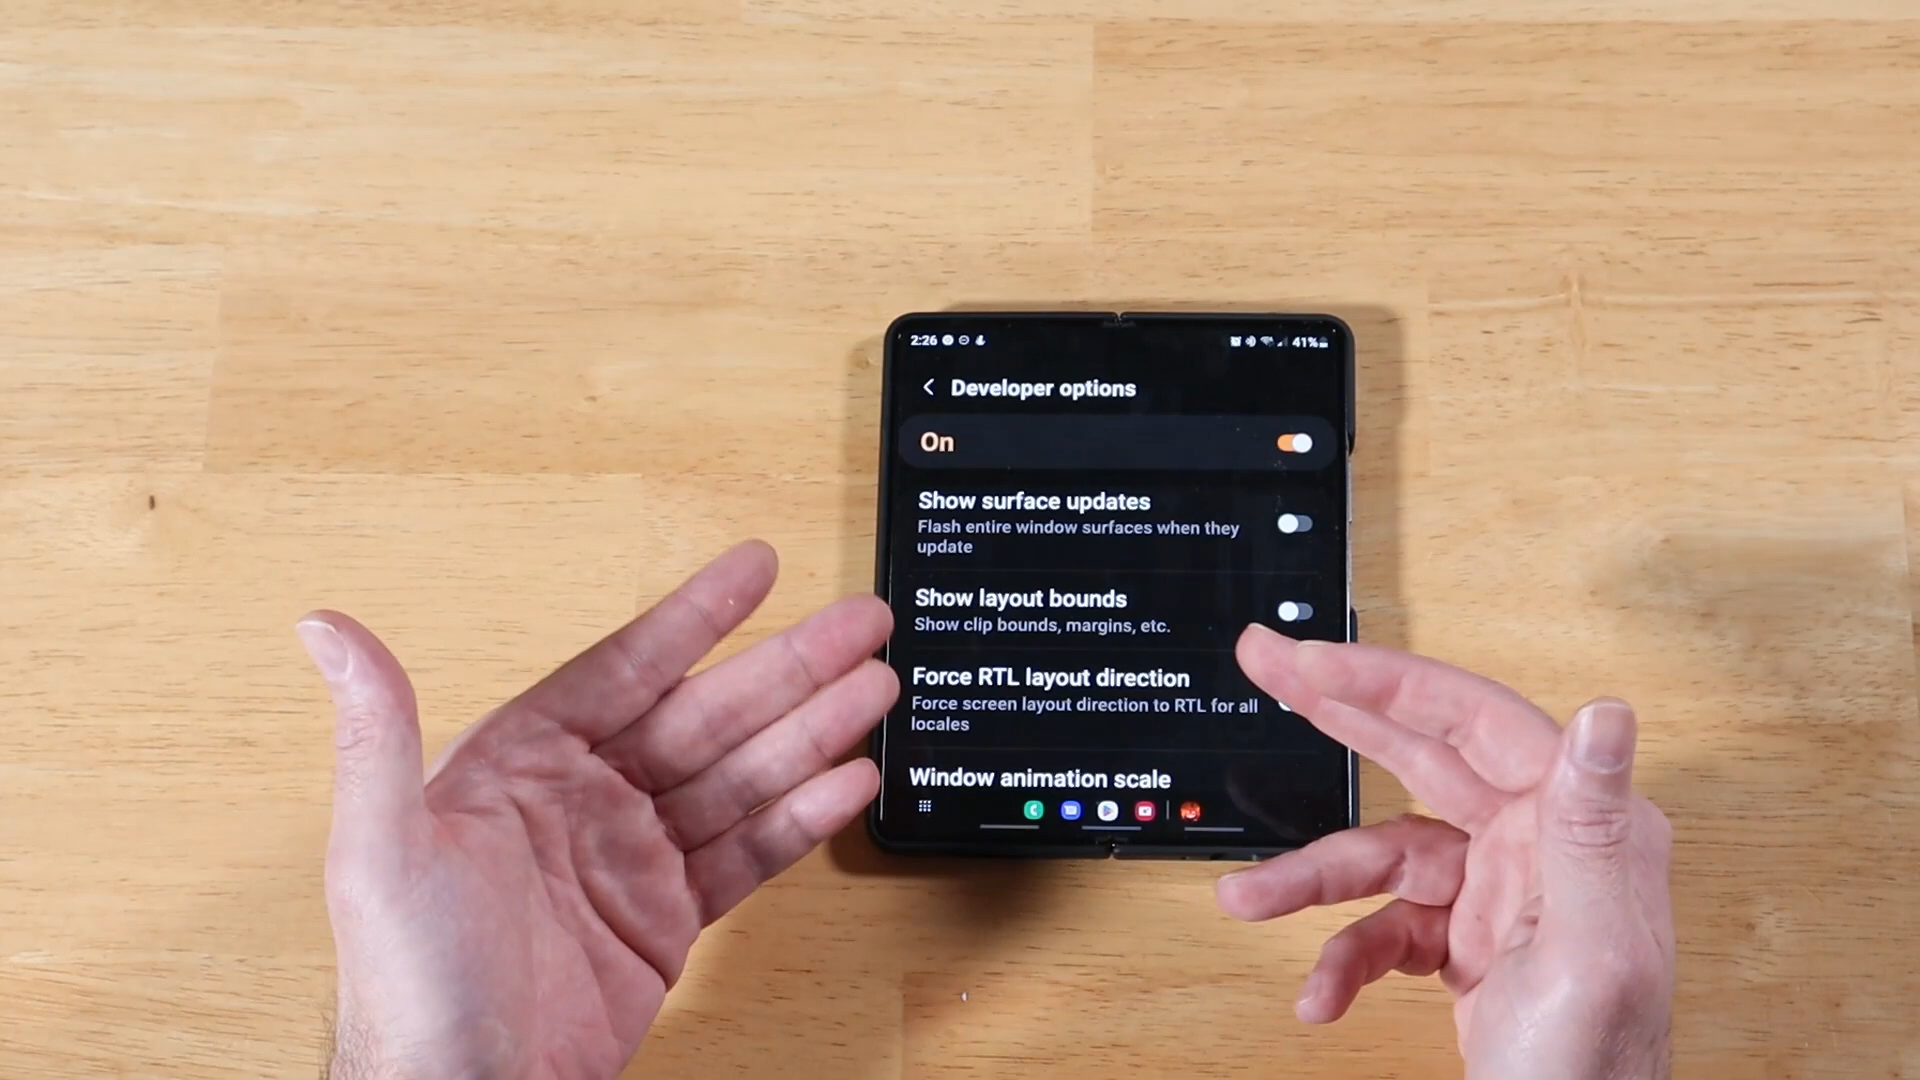 2:26
41%
Developer options
On
Show surface updates
Flash entire window surfaces when they
update
Show layout bounds
Show clip bounds, margins, etc.
Force RTL layout direction
Force screen layout direction to RTL for all
locales
Window animation scale